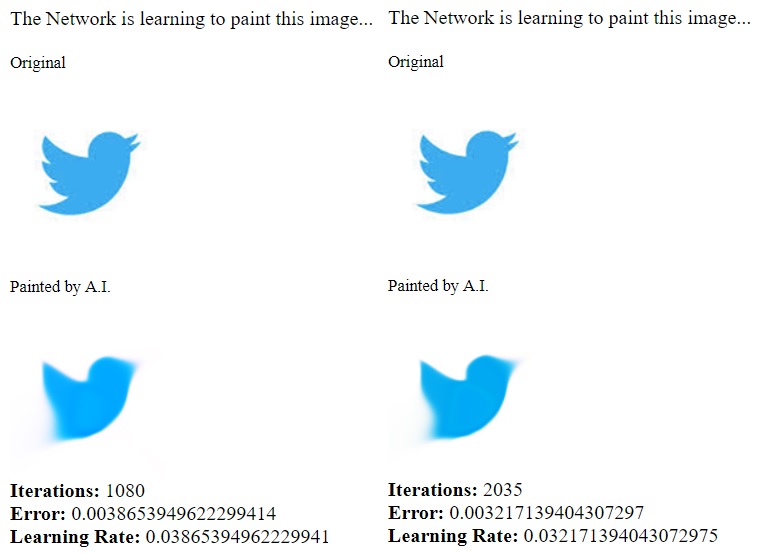 The Network is learning to paint this image...
Original
Painted by A.I.
Iterations: 1080
Error: 0.0038653949622299414
Learning Rate: 0.03865394962229941
The Network is learning to paint this image...
Original
Painted by A.I.
Iterations: 2035
Error: 0.003217139404307297
Learning Rate: 0.032171394043072975